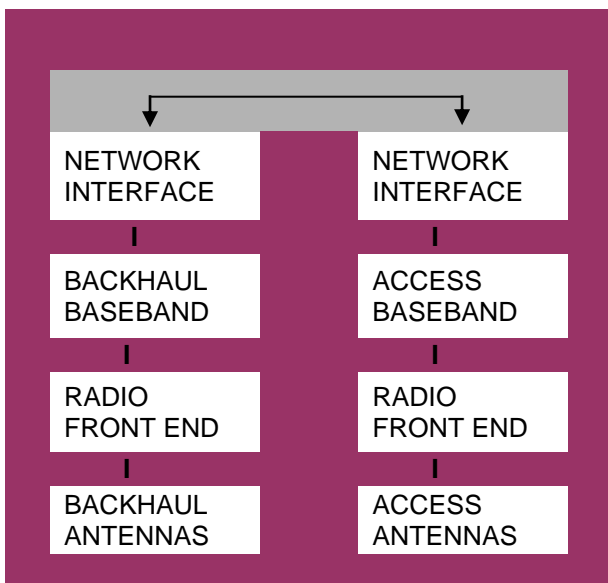 NETWORK
INTERFACE
NETWORK
INTERFACE
BACKHAUL
BASEBAND
ACCESS
BASEBAND
RADIO
FRONT END
RADIO
FRONT END
BACKHAUL
ANTENNAS
ACCESS
ANTENNAS